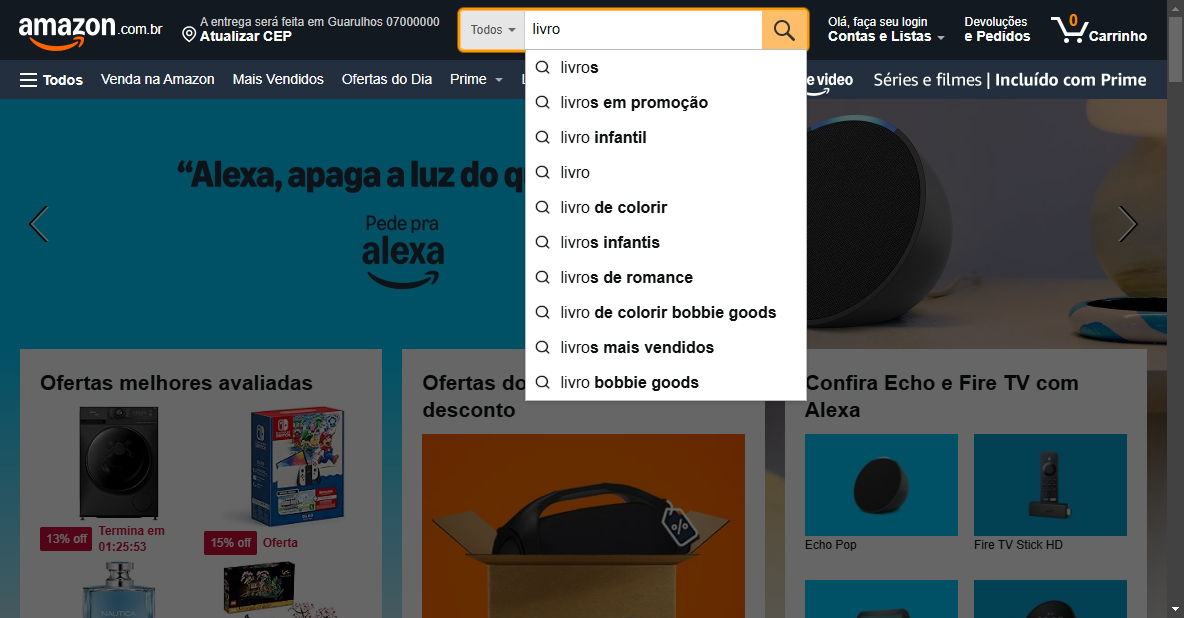 amazon.com.br
A entrega será feita em Guarulhos 07000000
Atualizar CEP
Todos
livro
Olá, faça seu login
Contas e Listas
Devoluções
e Pedidos
0
Carrinho
Todos
Venda na Amazon
Mais Vendidos
Ofertas do Dia
Prime
video
Séries e filmes | Incluído com Prime
livros
livros em promoção
livro infantil
livro
livro de colorir
livros infantis
livros de romance
livro de colorir bobbie goods
livros mais vendidos
livro bobbie goods
“Alexa, apaga a luz do q
Pede pra
alexa
Ofertas melhores avaliadas
13% off
Termina em
01:25:53
15% off
Oferta
NAUTICA
Ofertas do
desconto
%
Confira Echo e Fire TV com
Alexa
Echo Pop
Fire TV Stick HD